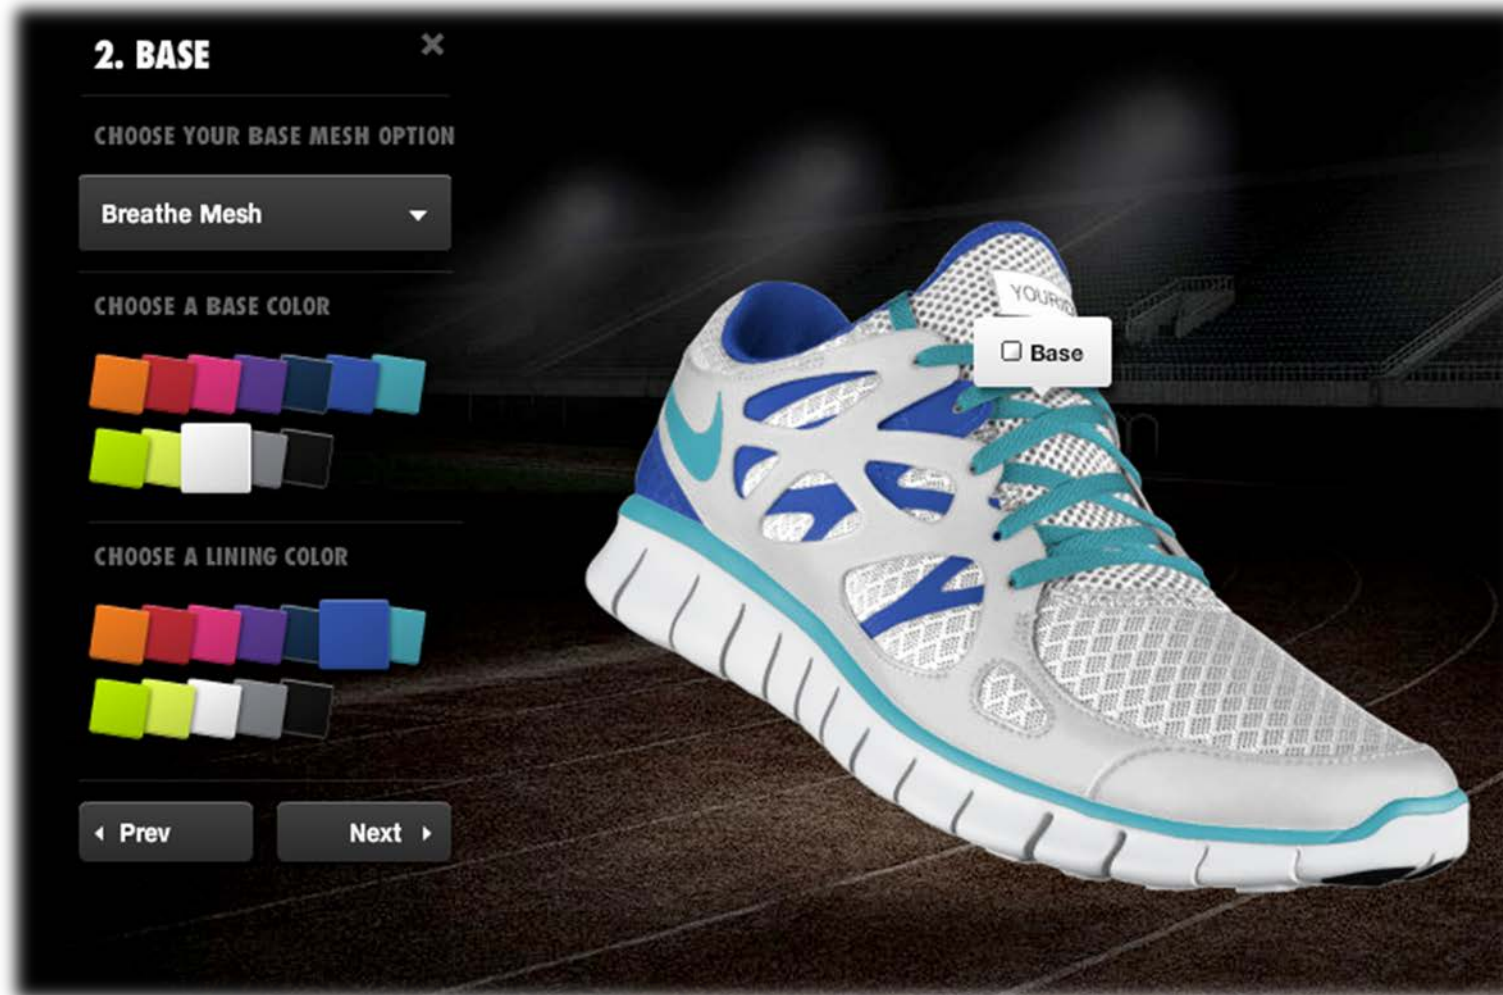 2. BASE
CHOOSE YOUR BASE MESH OPTION
Breathe Mesh
CHOOSE A BASE COLOR
CHOOSE A LINING COLOR
Prev
Next
Base